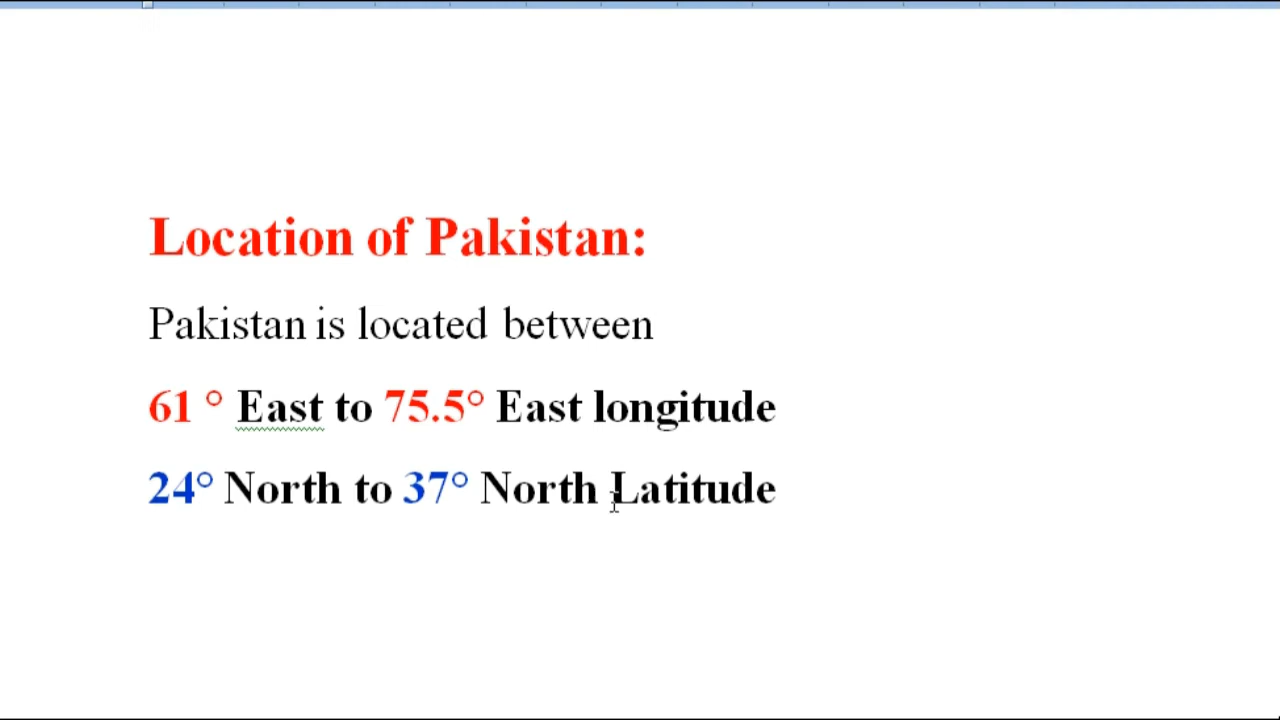 Location of Pakistan:
Pakistan is located between
61 ° East to 75.5° East longitude
24° North to 37° North Latitude